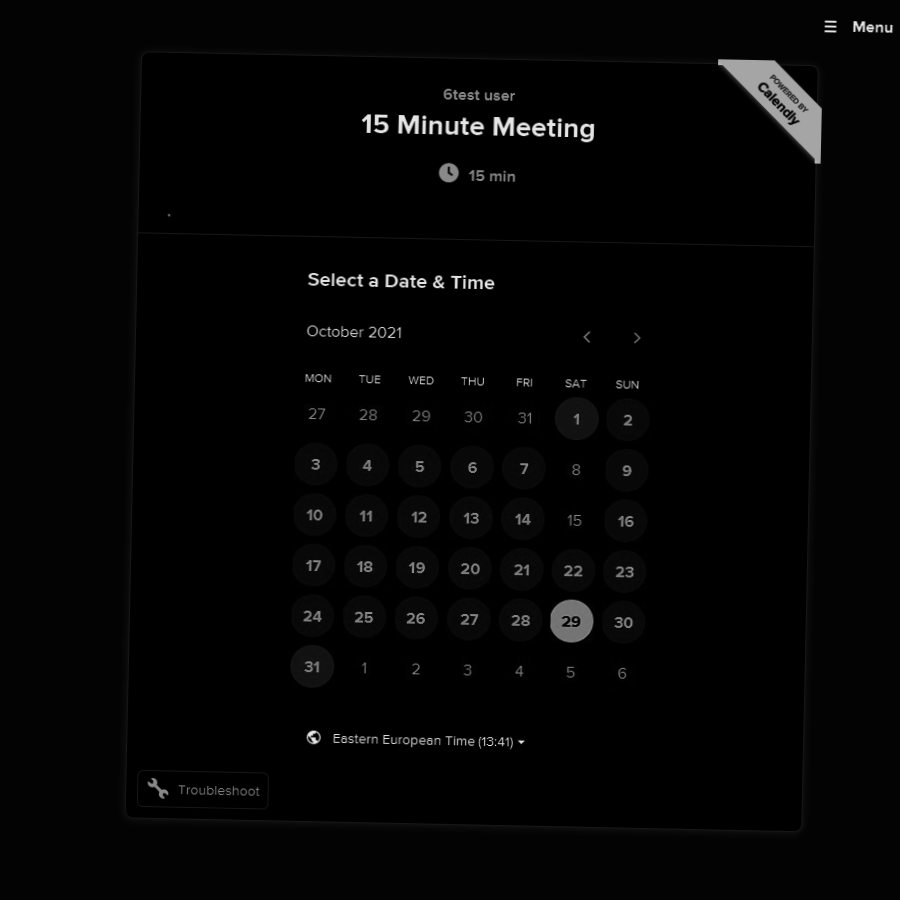 ☰ Menu
POWERED BY
Calendly
6test user
15 Minute Meeting
15 min
.
Select a Date & Time
October 2021
MON TUE WED THU FRI SAT SUN
27 28 29 30 31 1 2
3 4 5 6 7 8 9
10 11 12 13 14 15 16
17 18 19 20 21 22 23
24 25 26 27 28 29 30
31 1 2 3 4 5 6
Eastern European Time (13:41)
Troubleshoot